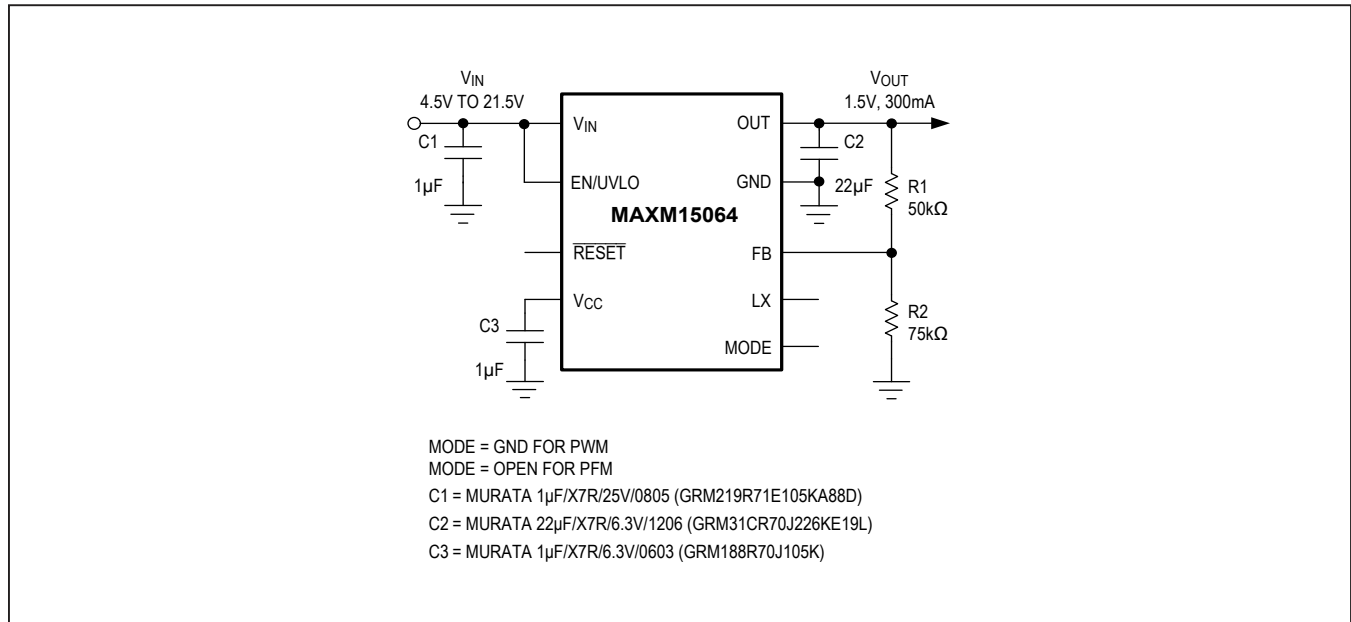 VIN
4.5V TO 21.5V
VOUT
1.5V, 300mA
C1
1µF
VIN
EN/UVLO
RESET
VCC
MAXM15064
OUT
GND
FB
LX
MODE
C2
22µF
R1
50kΩ
R2
75kΩ
C3
1µF
MODE = GND FOR PWM
MODE = OPEN FOR PFM
C1 = MURATA 1µF/X7R/25V/0805 (GRM219R71E105KA88D)
C2 = MURATA 22µF/X7R/6.3V/1206 (GRM31CR70J226KE19L)
C3 = MURATA 1µF/X7R/6.3V/0603 (GRM188R70J105K)